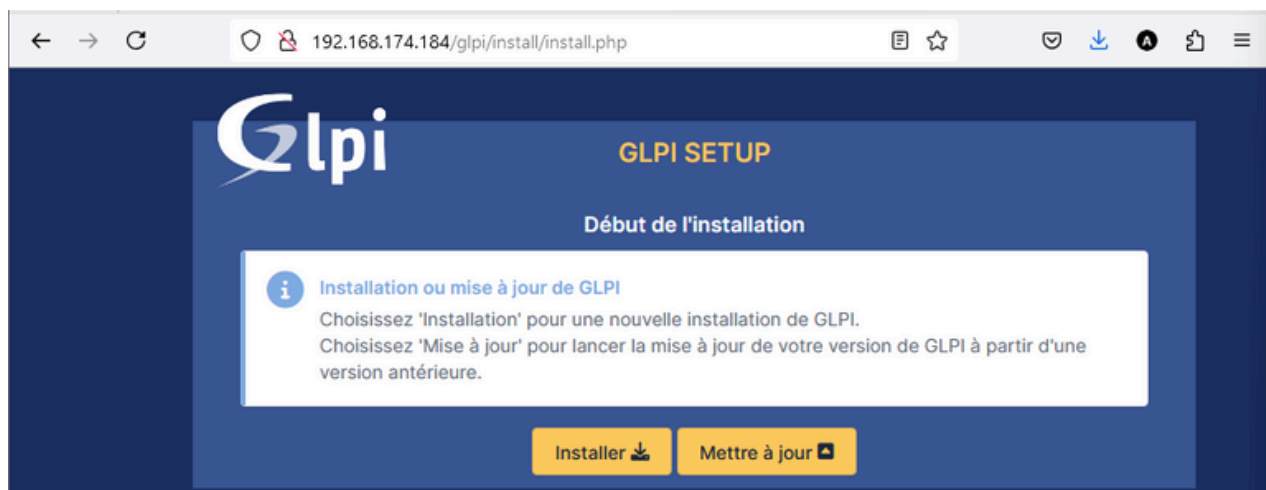 192.168.174.184/glpi/install/install.php
A
Glpi
GLPI SETUP
Début de l'installation
i
Installation ou mise à jour de GLPI
Choisissez 'Installation' pour une nouvelle installation de GLPI.
Choisissez 'Mise à jour' pour lancer la mise à jour de votre version de GLPI à partir d'une
version antérieure.
Installer
Mettre à jour